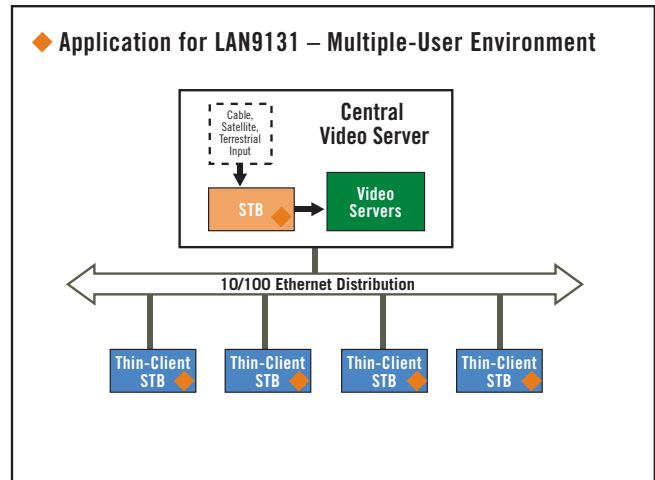 Application for LAN9131 – Multiple-User Environment
Cable,
Satellite,
Terrestrial
Input
Central
Video Server
STB
Video
Servers
10/100 Ethernet Distribution
Thin-Client
STB
Thin-Client
STB
Thin-Client
STB
Thin-Client
STB